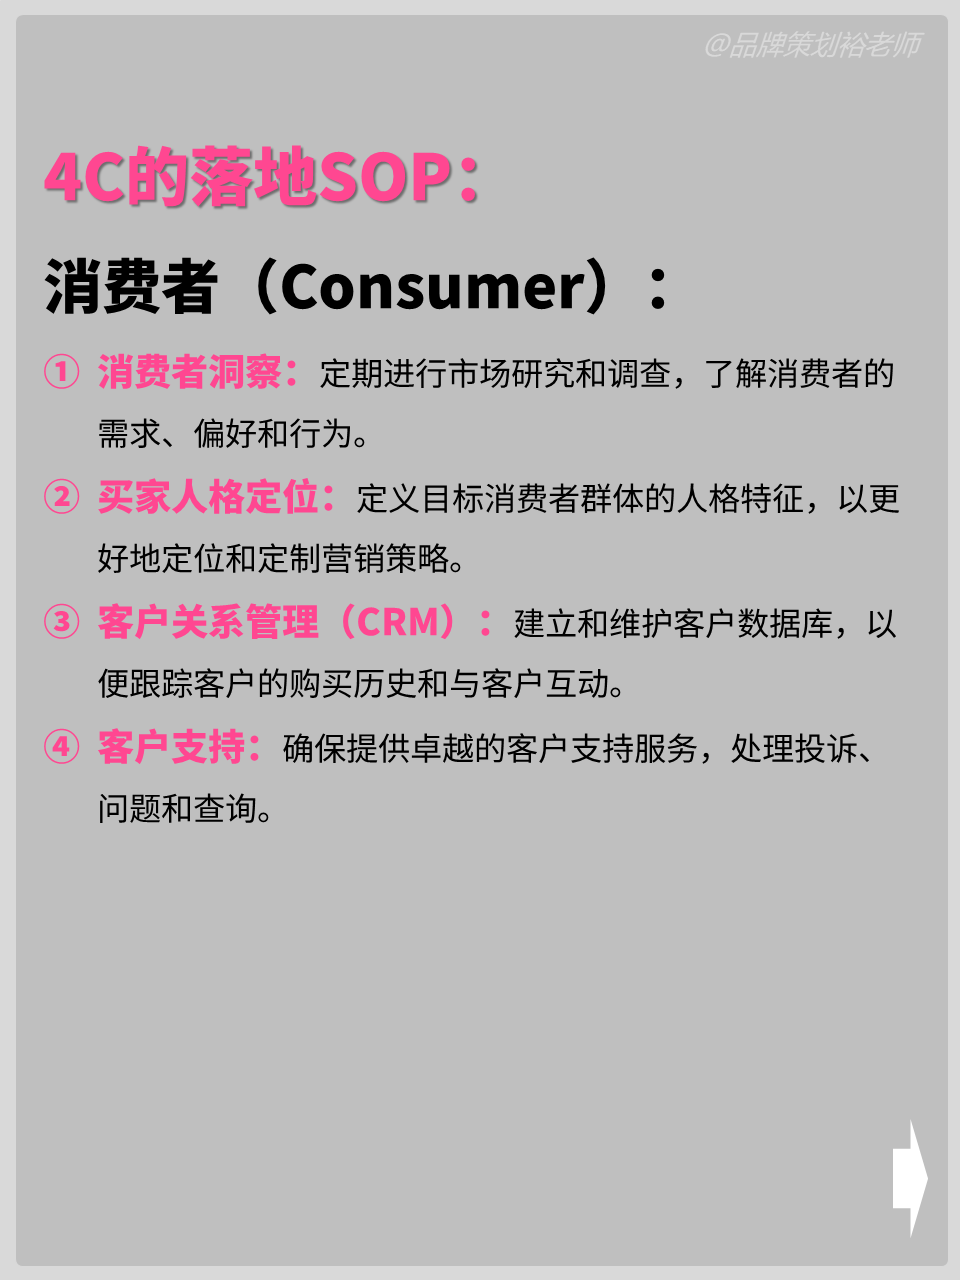 @品牌策划裕老师
4C的落地SOP：
消费者（Consumer）：
① 消费者洞察：定期进行市场研究和调查，了解消费者的
需求、偏好和行为。
② 买家人格定位：定义目标消费者群体的人格特征，以更
好地定位和定制营销策略。
③ 客户关系管理（CRM）：建立和维护客户数据库，以
便跟踪客户的购买历史和与客户互动。
④ 客户支持：确保提供卓越的客户支持服务，处理投诉、
问题和查询。